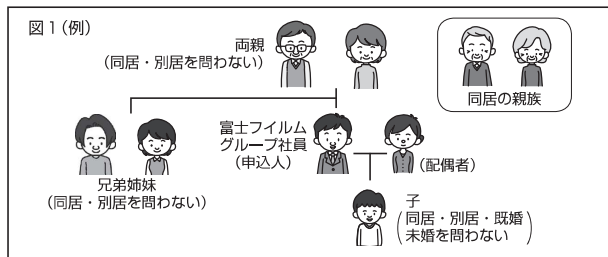 図1（例）
両親
（同居・別居を問わない）
同居の親族
富士フイルム
グループ社員
（申込人）
（配偶者）
兄弟姉妹
（同居・別居を問わない）
子
（同居・別居・既婚
未婚を問わない）